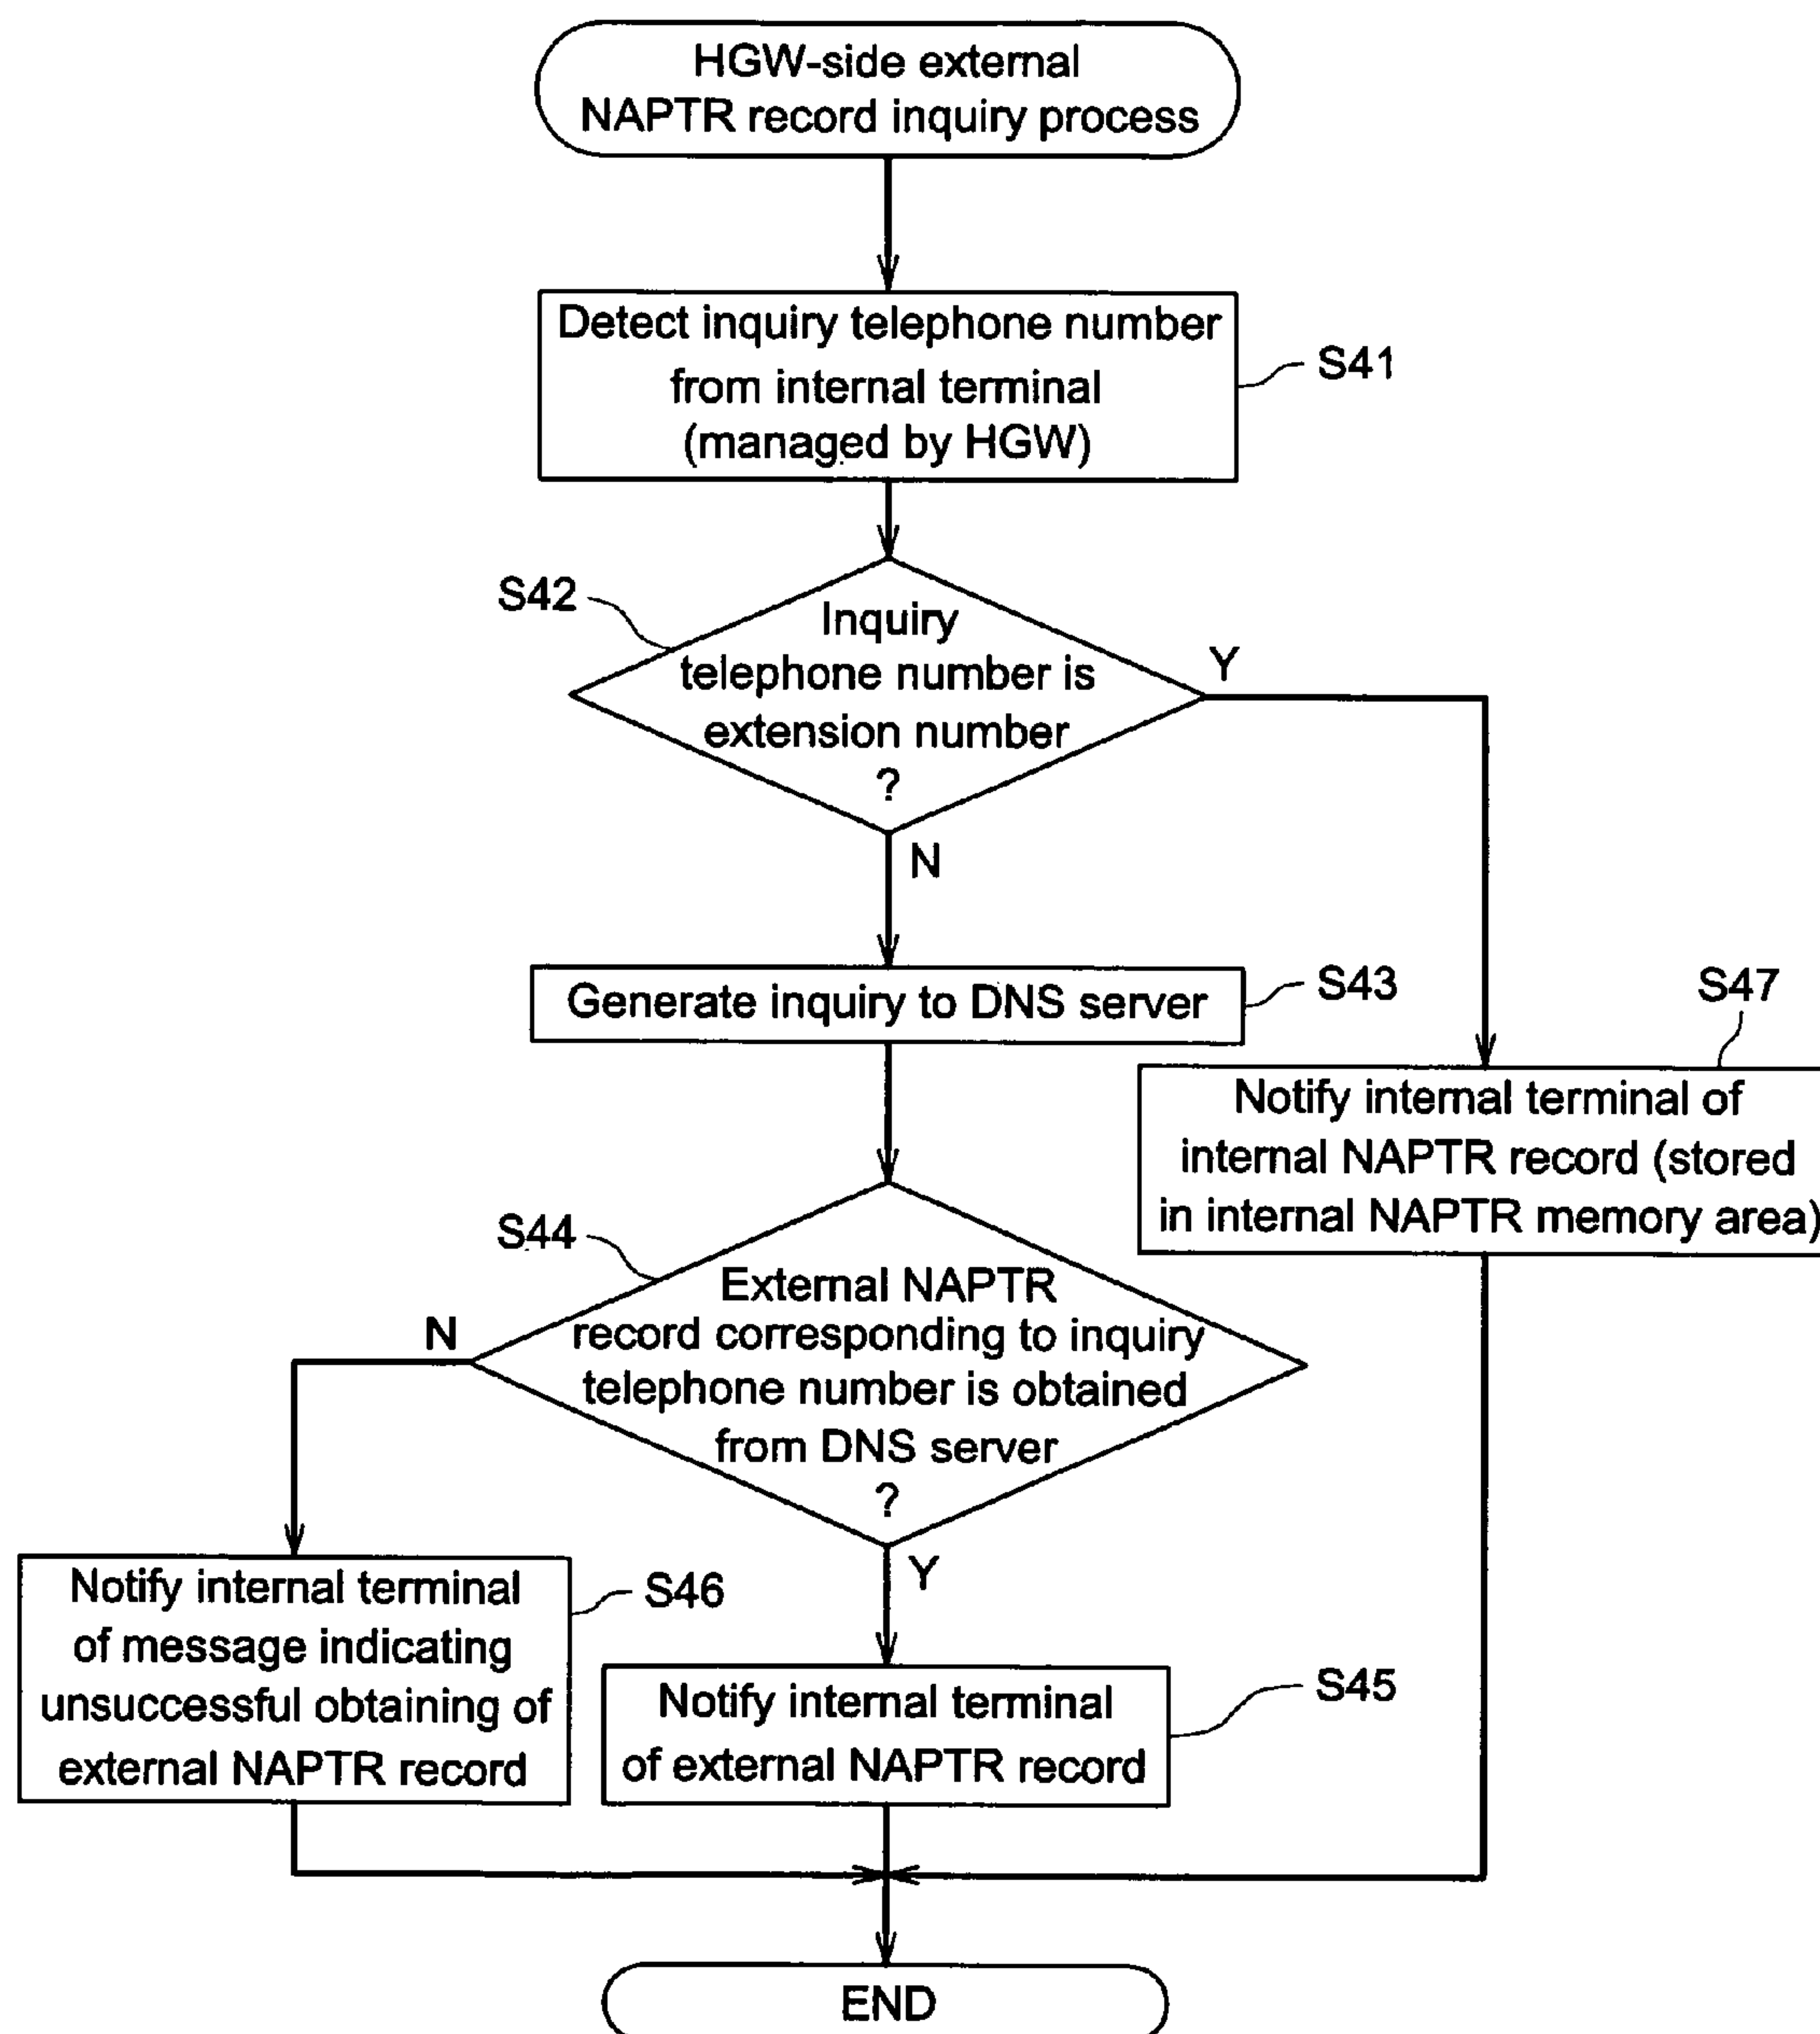 HGW-side external
NAPTR record inquiry process
Detect inquiry telephone number
from internal terminal
(managed by HGW)
S41
S42
Inquiry
telephone number is
extension number
?
Y
N
Generate inquiry to DNS server
S43
S47
Notify internal terminal of
internal NAPTR record (stored
in internal NAPTR memory area)
S44
External NAPTR
record corresponding to inquiry
telephone number is obtained
from DNS server
?
N
Y
Notify internal terminal
of message indicating
unsuccessful obtaining of
external NAPTR record
S46
Notify internal terminal
of external NAPTR record
S45
END